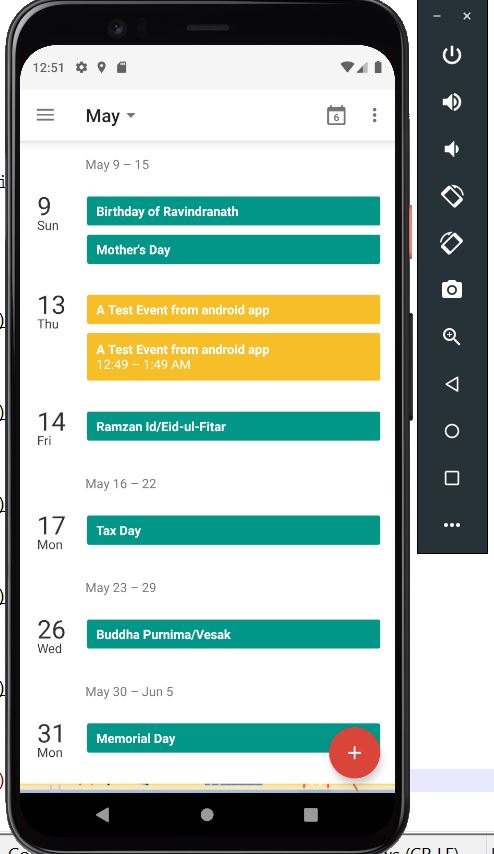 12:51
May
6
May 9 – 15
9
Sun
Birthday of Ravindranath
Mother's Day
13
Thu
A Test Event from android app
A Test Event from android app
12:49 – 1:49 AM
14
Fri
Ramzan Id/Eid-ul-Fitar
May 16 – 22
17
Mon
Tax Day
May 23 – 29
26
Wed
Buddha Purnima/Vesak
May 30 – Jun 5
31
Mon
Memorial Day